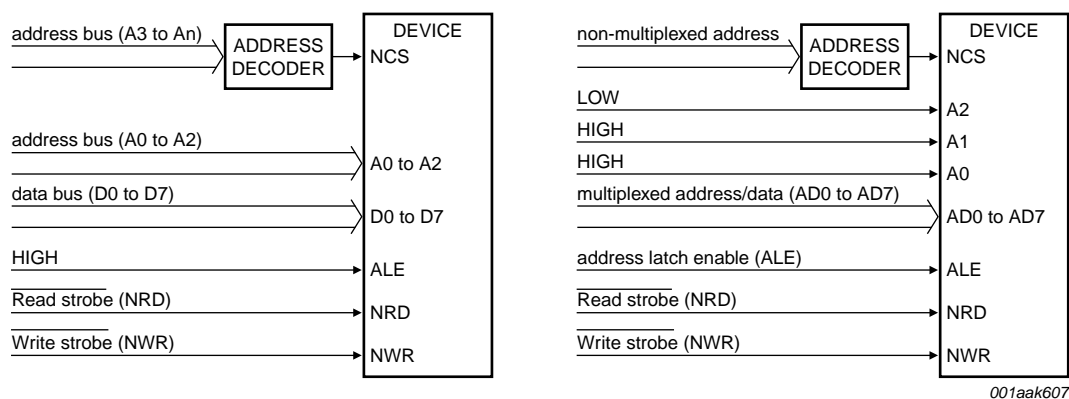 address bus (A3 to An)
ADDRESS
DECODER
DEVICE
NCS
address bus (A0 to A2)
A0 to A2
data bus (D0 to D7)
D0 to D7
HIGH
ALE
Read strobe (NRD)
NRD
Write strobe (NWR)
NWR
non-multiplexed address
ADDRESS
DECODER
DEVICE
NCS
LOW
A2
HIGH
A1
HIGH
A0
multiplexed address/data (AD0 to AD7)
AD0 to AD7
address latch enable (ALE)
ALE
Read strobe (NRD)
NRD
Write strobe (NWR)
NWR
001aak607